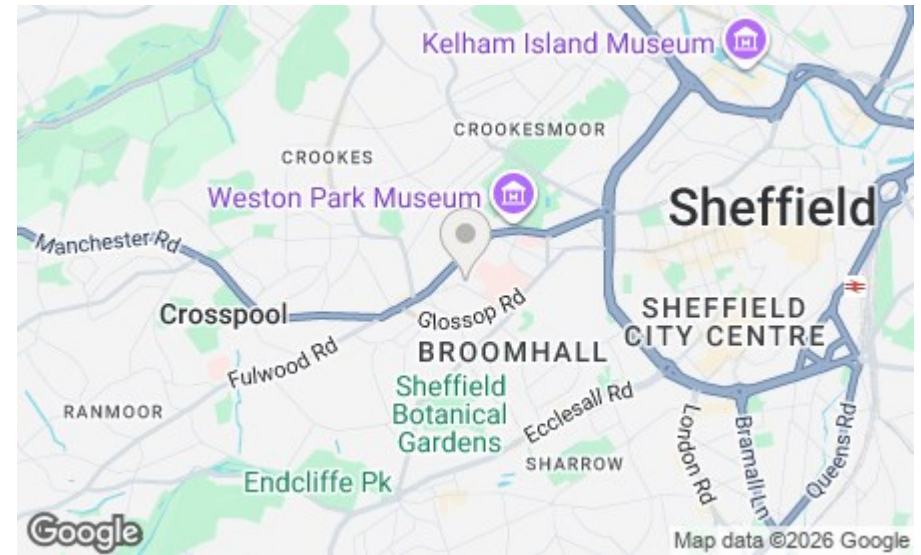 Kelham Island Museum
CROOKESMOOR
CROOKES
Weston Park Museum
Sheffield
Manchester Rd
Crosspool
Glossop Rd
SHEFFIELD
CITY CENTRE
BROOMHALL
Fulwood Rd
Sheffield
Botanical
Gardens
RANMOOR
Ecclesall Rd
London Rd
Bramall Ln
Queens Rd
SHARROW
Endcliffe Pk
Google
Map data ©2026 Google